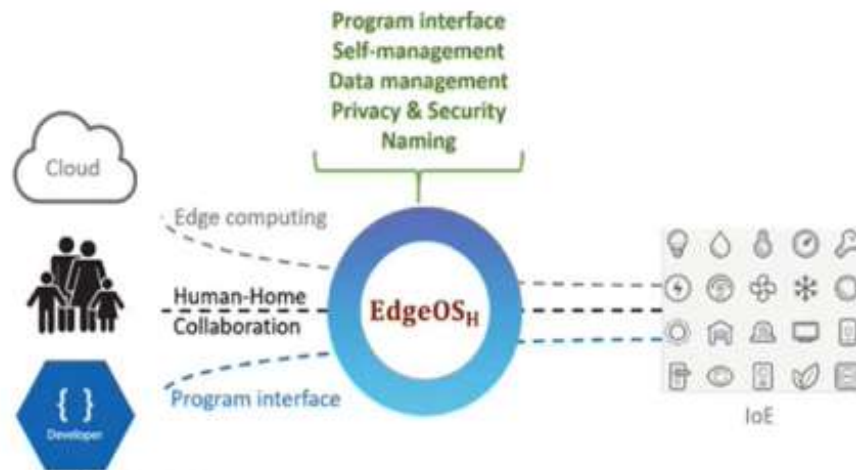 Program interface
Self-management
Data management
Privacy & Security
Naming
Cloud
Edge computing
Human-Home
Collaboration
EdgeOS_H
{ }
Developer
Program interface
IoE